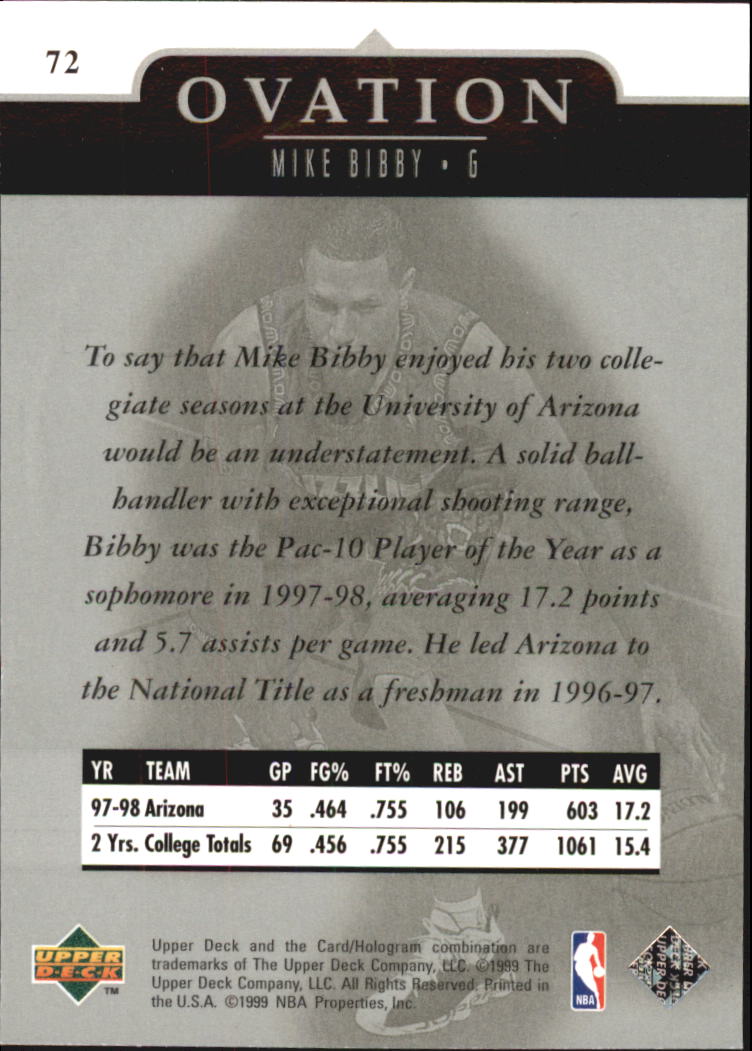 72
OVATION
MIKE BIBBY • G
To say that Mike Bibby enjoyed his two colle-
giate seasons at the University of Arizona
would be an understatement. A solid ball-
handler with exceptional shooting range,
Bibby was the Pac-10 Player of the Year as a
sophomore in 1997-98, averaging 17.2 points
and 5.7 assists per game. He led Arizona to
the National Title as a freshman in 1996-97.
YR TEAM GP FG% FT% REB AST PTS AVG
97-98 Arizona 35 .464 .755 106 199 603 17.2
2 Yrs. College Totals 69 .456 .755 215 377 1061 15.4
UPPER
DECK
TM
Upper Deck and the Card/Hologram combination are
trademarks of The Upper Deck Company, LLC. ©1999 The
Upper Deck Company, LLC. All Rights Reserved. Printed in
the U.S.A. ©1999 NBA Properties, Inc.
NBA